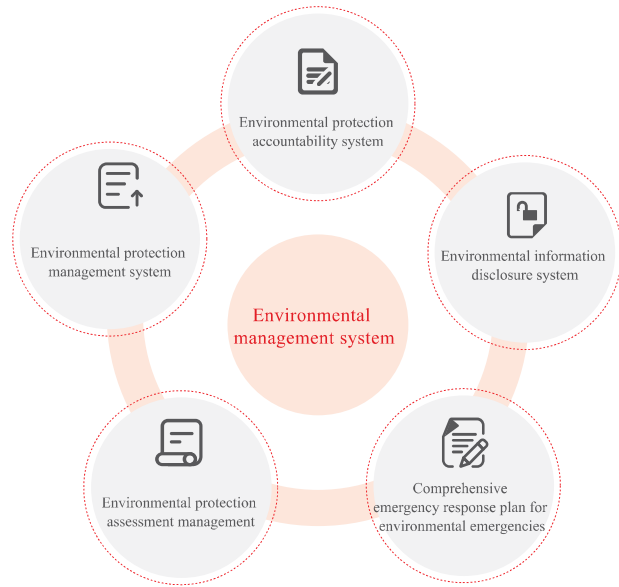 Environmental protection
accountability system
Environmental protection
management system
Environmental information
disclosure system
Environmental
management system
Environmental protection
assessment management
Comprehensive
emergency response plan for
environmental emergencies